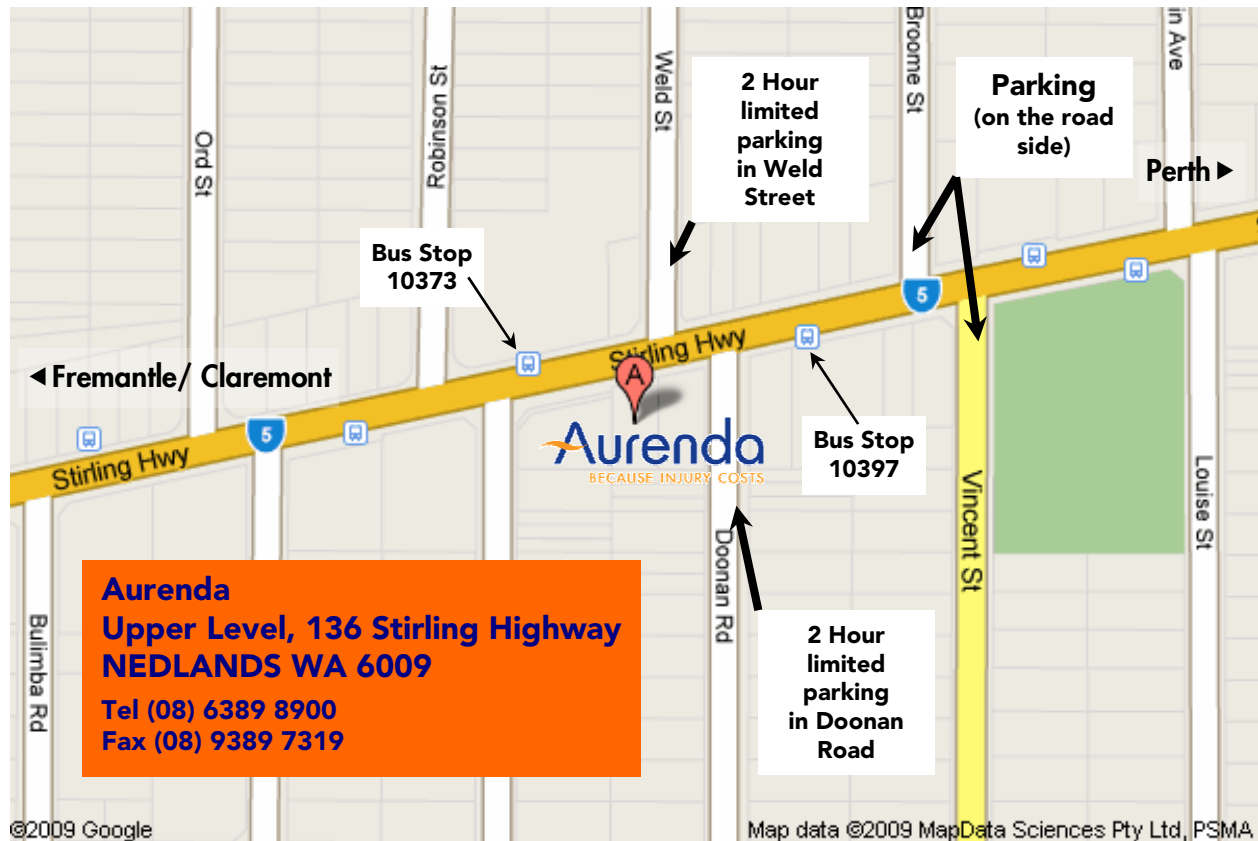 Ord St
Robinson St
Weld St
Broome St
in Ave
2 Hour
limited
parking
in Weld
Street
Parking
(on the road
side)
Perth
Bus Stop
10373
5
Stirling Hwy
A
Fremantle/ Claremont
5
Stirling Hwy
Aurenda
BECAUSE INJURY COSTS
Bus Stop
10397
Louise St
Vincent St
Doonan Rd
Bulimba Rd
Aurenda
Upper Level, 136 Stirling Highway
NEDLANDS WA 6009
Tel (08) 6389 8900
Fax (08) 9389 7319
2 Hour
limited
parking
in Doonan
Road
©2009 Google
Map data ©2009 MapData Sciences Pty Ltd, PSMA